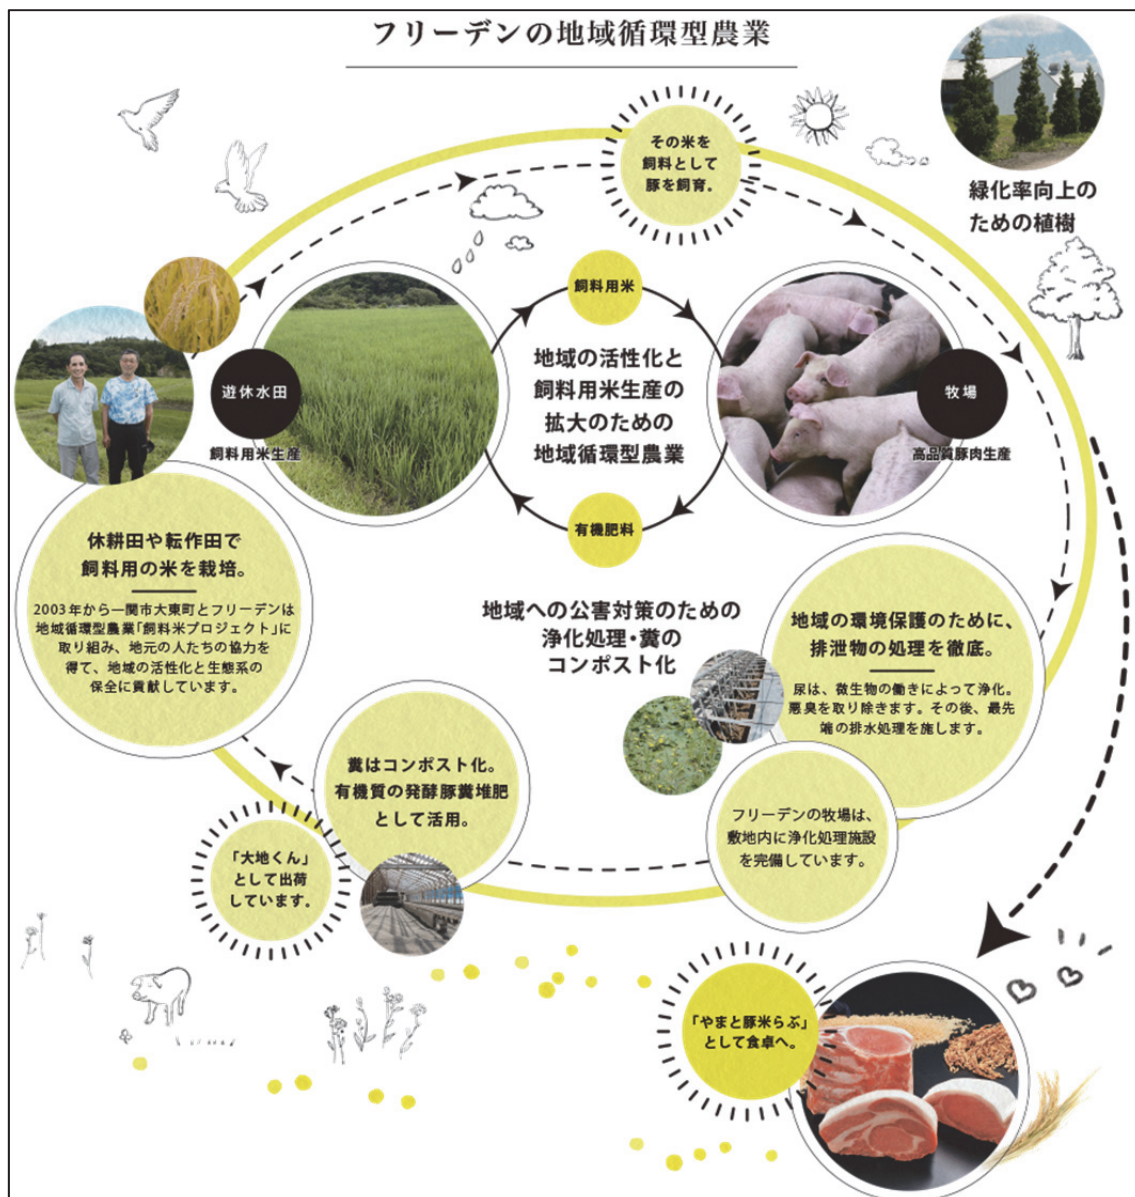 フリーデンの地域循環型農業
その米を
飼料として
豚を飼育。
緑化率向上の
ための植樹
飼料用米
遊休水田
飼料用米生産
地域の活性化と
飼料用米生産の
拡大のための
地域循環型農業
牧場
高品質豚肉生産
有機肥料
休耕田や転作田で
飼料用の米を栽培。
2003年から一関市大東町とフリーデンは
地域循環型農業「飼料米プロジェクト」に
取り組み、地元の人たちの協力を
得て、地域の活性化と生態系の
保全に貢献しています。
地域への公害対策のための
浄化処理・糞の
コンポスト化
地域の環境保護のために、
排泄物の処理を徹底。
尿は、微生物の働きによって浄化。
悪臭を取り除きます。その後、最先
端の排水処理を施します。
糞はコンポスト化。
有機質の発酵豚糞堆肥
として活用。
フリーデンの牧場は、
敷地内に浄化処理施設
を完備しています。
「大地くん」
として出荷
しています。
「やまと豚米らぶ」
として食卓へ。